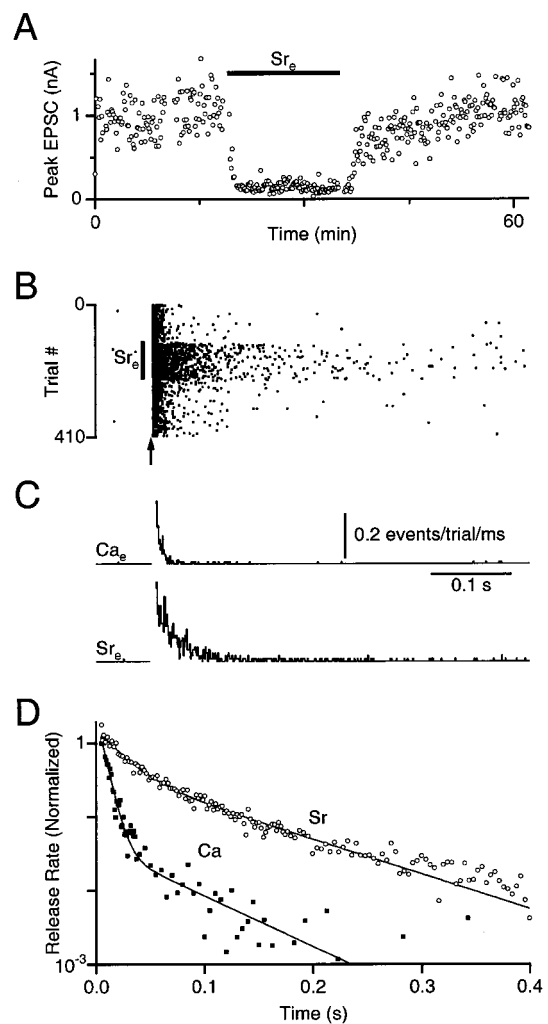 A
Peak EPSC (nA)
1
0
Sre
0
60
Time (min)
B
Trial #
0
Sre
410
C
Cae
0.2 events/trial/ms
0.1 s
Sre
D
Release Rate (Normalized)
1
10-3
Sr
Ca
0.0
0.1
0.2
0.3
0.4
Time (s)